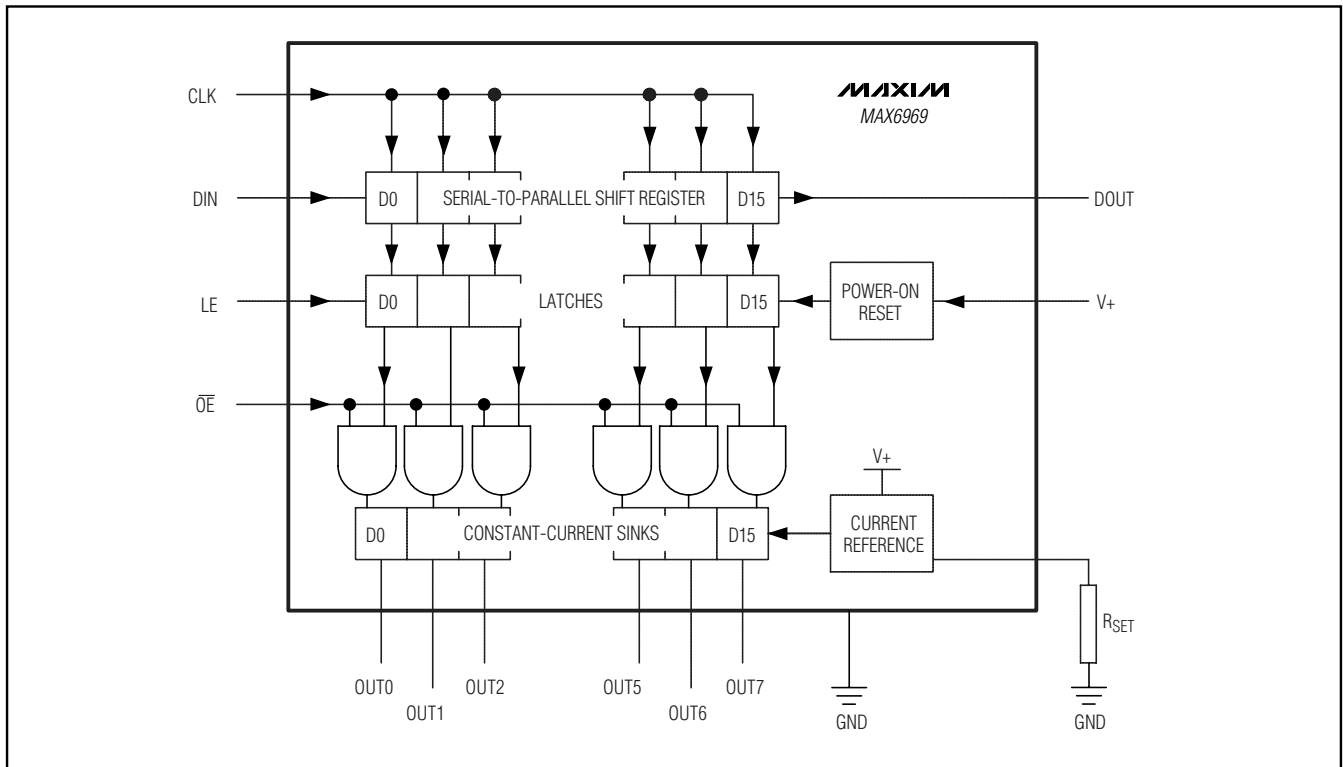 CLK
MAXIM
MAX6969
DIN
D0
SERIAL-TO-PARALLEL SHIFT REGISTER
D15
DOUT
LE
D0
LATCHES
D15
POWER-ON
RESET
V+
OE
V+
D0
CONSTANT-CURRENT SINKS
D15
CURRENT
REFERENCE
RSET
OUT0
OUT1
OUT2
OUT5
OUT6
OUT7
GND
GND